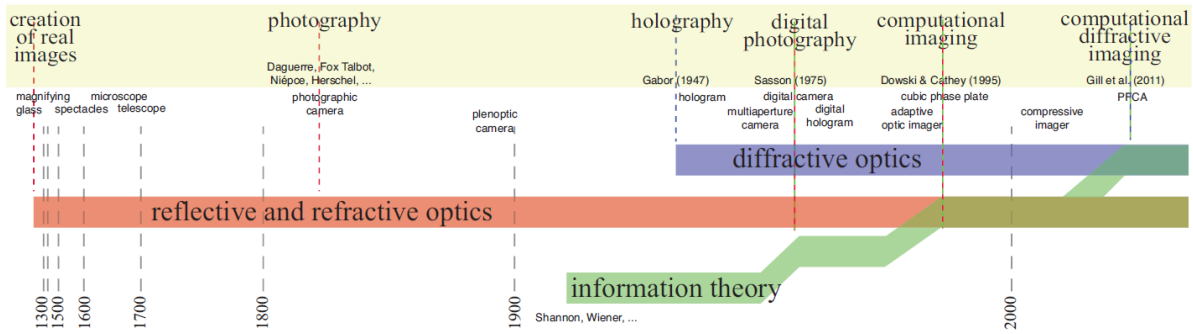 creation
of real
images
photography
holography
digital
photography
computational
imaging
computational
diffractive
imaging
Daguerre, Fox Talbot,
Niépce, Herschel, ...
Gabor (1947)
Sasson (1975)
Dowski & Cathey (1995)
Gill et al. (2011)
magnifying
glass
spectacles
microscope
telescope
photographic
camera
plenoptic
camera
hologram
digital camera
multiaperture
camera
digital
hologram
cubic phase plate
adaptive
optic imager
compressive
imager
PFCA
diffractive optics
reflective and refractive optics
information theory
Shannon, Wiener, ...
1300
1500
1600
1700
1800
1900
2000